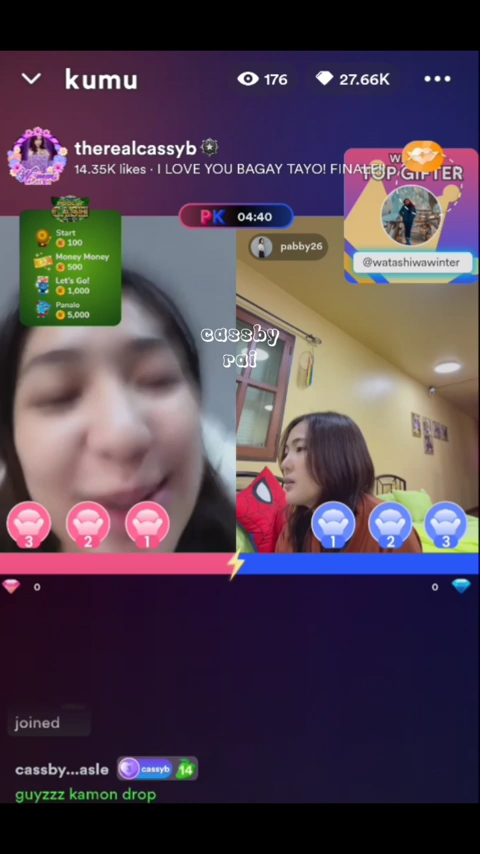 kumu
176
27.66K
therealcassyb
14.35K likes · I LOVE YOU BAGAY TAYO! FINALE!!
TOP GIFTER
@watashiwawinter
PK 04:40
Start
100
Money Money
500
Let's Go!
1,000
Panalo
5,000
pabby26
cassby
rai
3 2 1
1 2 3
0
0
joined
cassby...asle cassyb 14
guyzzz kamon drop